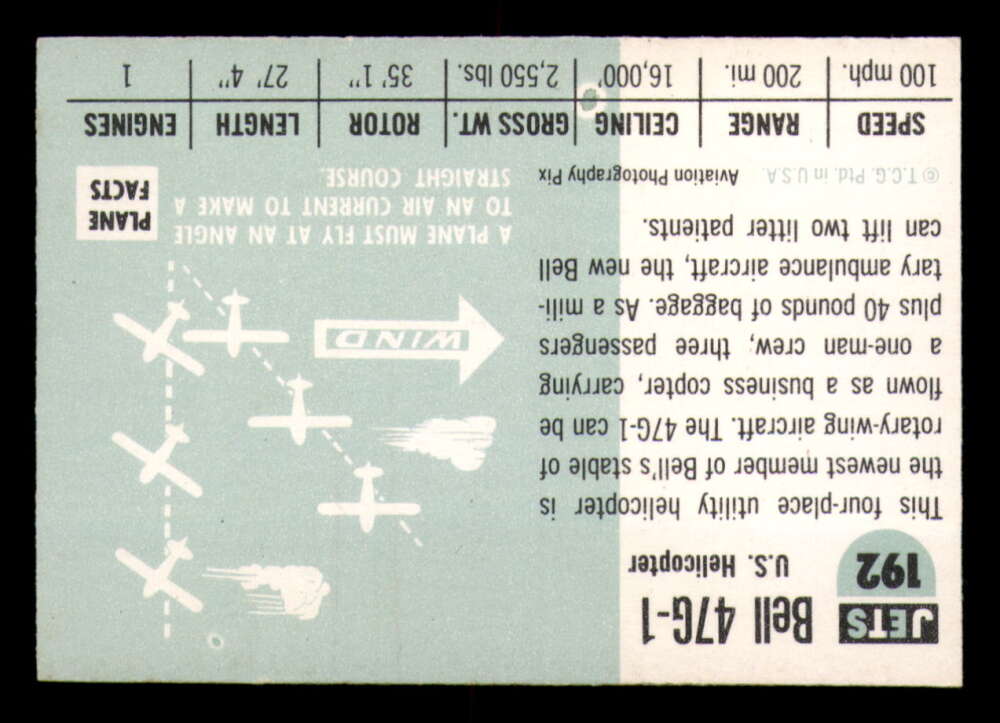 JETS
192
Bell 47G-1
U.S. Helicopter
This four-place utility helicopter is
the newest member of Bell's stable of
rotary-wing aircraft. The 47G-1 can be
flown as a business copter, carrying
a one-man crew, three passengers
plus 40 pounds of baggage. As a mili-
tary ambulance aircraft, the new Bell
can lift two litter patients.
© T.C.G. Ptd. in U.S.A. Aviation Photography Pix
WIND
A PLANE MUST FLY AT AN ANGLE
TO AN AIR CURRENT TO MAKE A
STRAIGHT COURSE.
PLANE
FACTS
SPEED RANGE CEILING GROSS WT. ROTOR LENGTH ENGINES
100 mph. 200 mi. 16,000' 2,550 lbs. 35' 1" 27' 4" 1